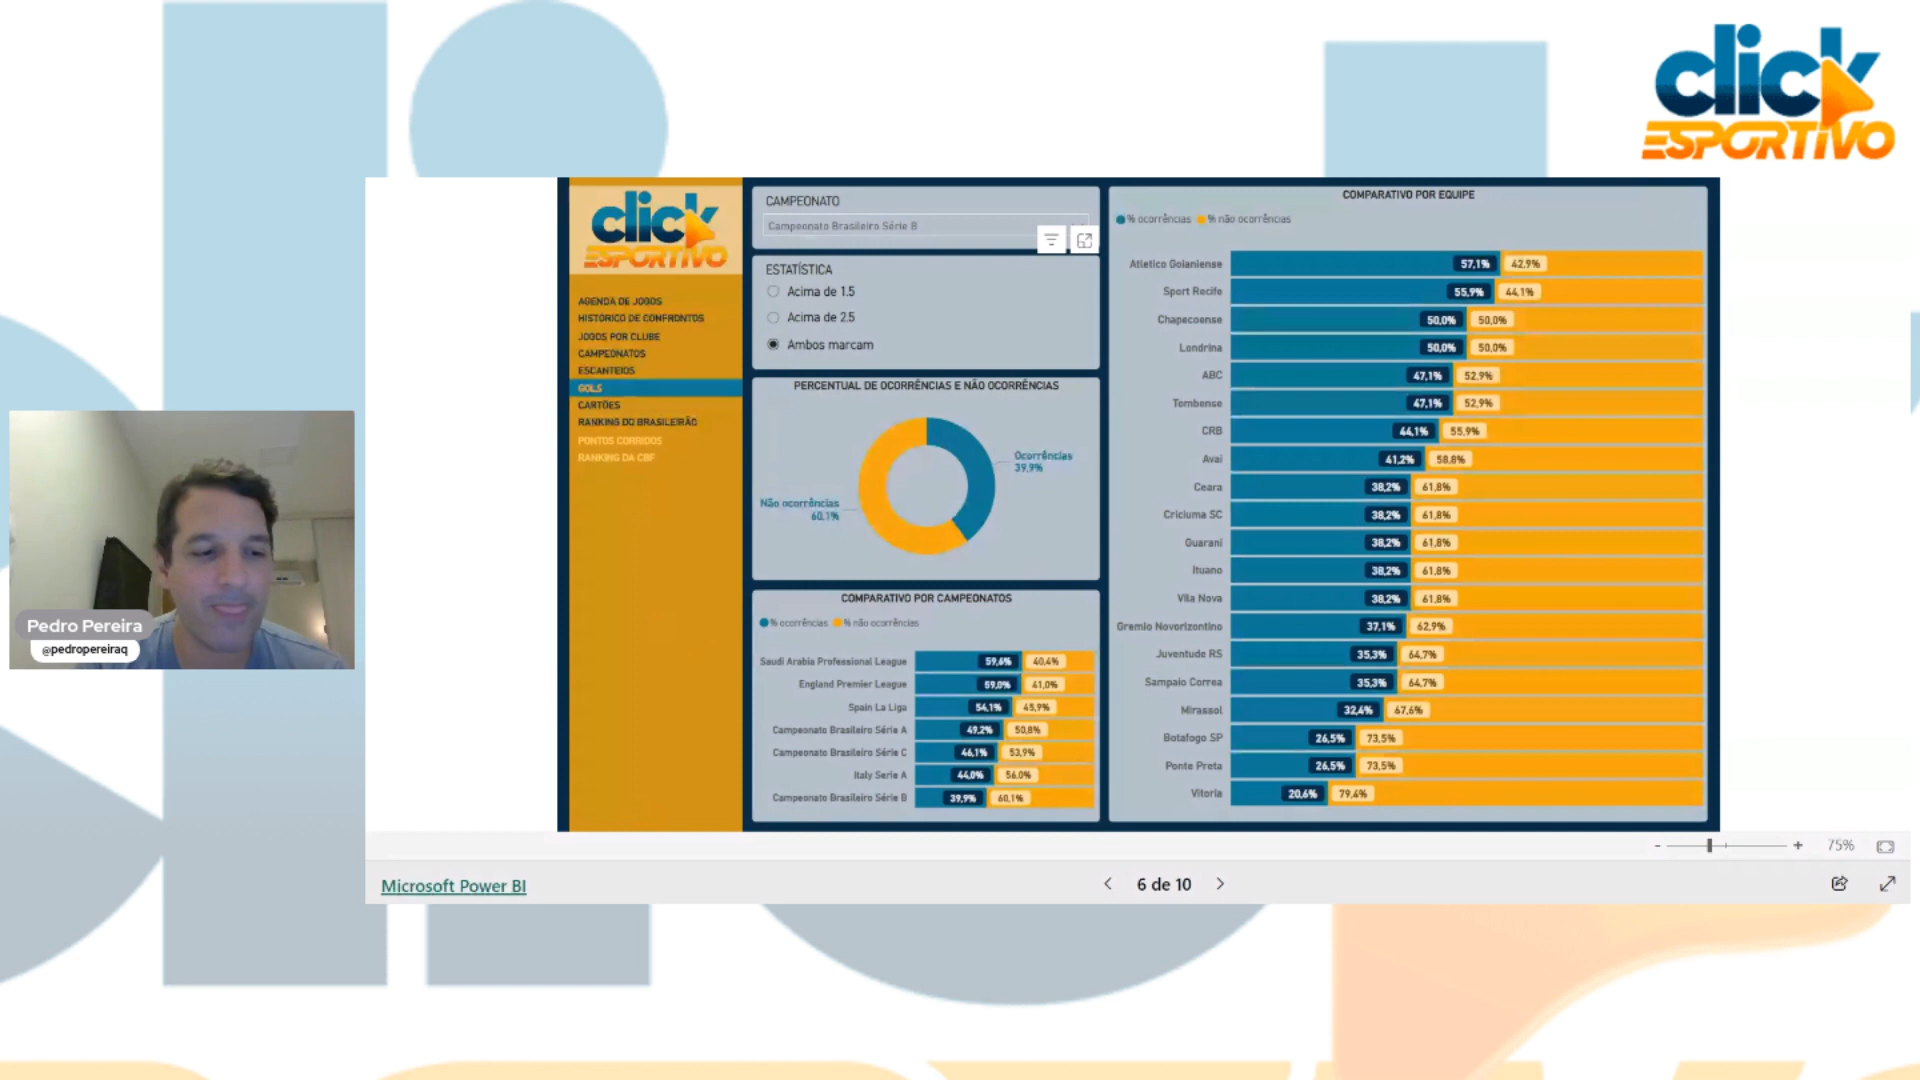 click
ESPORTIVO
click
ESPORTIVO
AGENDA DE JOGOS
HISTÓRICO DE CONFRONTOS
JOGOS POR CLUBE
CAMPEONATOS
ESCANTEIOS
GOLS
CARTÕES
RANKING DO BRASILEIRÃO
PONTOS CORRIDOS
RANKING DA CBF
CAMPEONATO
Campeonato Brasileiro Série B
ESTATÍSTICA
Acima de 1.5
Acima de 2.5
Ambos marcam
PERCENTUAL DE OCORRÊNCIAS E NÃO OCORRÊNCIAS
Ocorrências
39,9%
Não ocorrências
60,1%
COMPARATIVO POR CAMPEONATOS
% ocorrências % não ocorrências
Saudi Arabia Professional League 59,6% 40,4%
England Premier League 59,0% 41,0%
Spain La Liga 54,1% 45,9%
Campeonato Brasileiro Série A 49,2% 50,8%
Campeonato Brasileiro Série C 46,1% 53,9%
Italy Serie A 44,0% 56,0%
Campeonato Brasileiro Série B 39,9% 60,1%
COMPARATIVO POR EQUIPE
% ocorrências % não ocorrências
Atletico Goianiense 57,1% 42,9%
Sport Recife 55,9% 44,1%
Chapecoense 50,0% 50,0%
Londrina 50,0% 50,0%
ABC 47,1% 52,9%
Tombense 47,1% 52,9%
CRB 44,1% 55,9%
Avai 41,2% 58,8%
Ceara 38,2% 61,8%
Criciuma SC 38,2% 61,8%
Guarani 38,2% 61,8%
Ituano 38,2% 61,8%
Vila Nova 38,2% 61,8%
Gremio Novorizontino 37,1% 62,9%
Juventude RS 35,3% 64,7%
Sampaio Correa 35,3% 64,7%
Mirassol 32,4% 67,6%
Botafogo SP 26,5% 73,5%
Ponte Preta 26,5% 73,5%
Vitoria 20,6% 79,4%
Pedro Pereira
@pedropereiraq
- + 75%
Microsoft Power BI
< 6 de 10 >